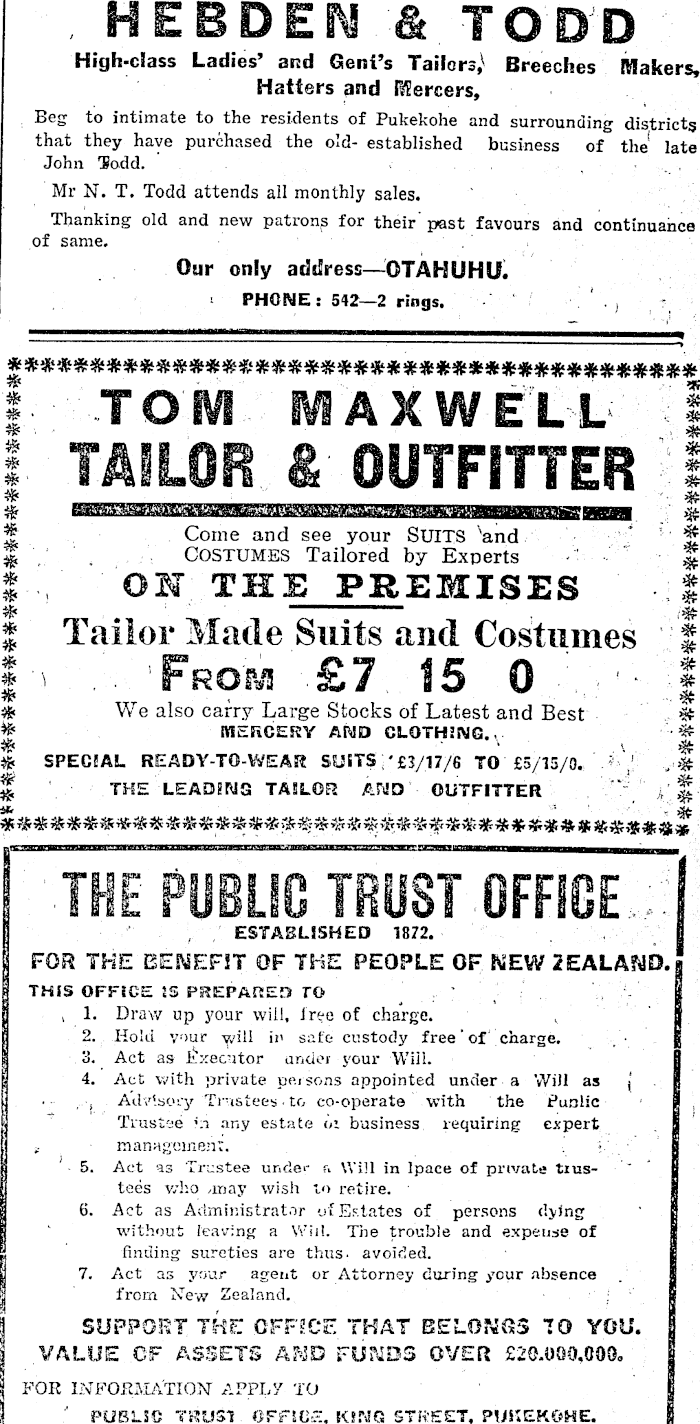 HEBDEN & TODD
High-class Ladies' and Gent's Tailors, Breeches Makers,
Hatters and Mercers,
Beg to intimate to the residents of Pukekohe and surrounding districts
that they have purchased the old-established business of the late
John Todd.
Mr N. T. Todd attends all monthly sales.
Thanking old and new patrons for their past favours and continuance
of same.
Our only address—OTAHUHU.
PHONE: 542—2 rings.
TOM MAXWELL
TAILOR & OUTFITTER
Come and see your SUITS and
COSTUMES Tailored by Experts
ON THE PREMISES
Tailor Made Suits and Costumes
FROM £7 15 0
We also carry Large Stocks of Latest and Best
MERCERY AND CLOTHING.
SPECIAL READY-TO-WEAR SUITS £3/17/6 TO £5/15/0.
THE LEADING TAILOR AND OUTFITTER
THE PUBLIC TRUST OFFICE
ESTABLISHED 1872.
FOR THE BENEFIT OF THE PEOPLE OF NEW ZEALAND.
THIS OFFICE IS PREPARED TO
1. Draw up your will, free of charge.
2. Hold your will in safe custody free of charge.
3. Act as Executor under your Will.
4. Act with private persons appointed under a Will as
Advisory Trustees to co-operate with the Public
Trustee in any estate or business requiring expert
management.
5. Act as Trustee under a Will in lpace of private trus-
tees who may wish to retire.
6. Act as Administrator of Estates of persons dying
without leaving a Will. The trouble and expense of
finding sureties are thus avoided.
7. Act as your agent or Attorney during your absence
from New Zealand.
SUPPORT THE OFFICE THAT BELONGS TO YOU.
VALUE OF ASSETS AND FUNDS OVER £20.000,000.
FOR INFORMATION APPLY TO
PUBLIC TRUST OFFICE, KING STREET, PUKEKOHE.